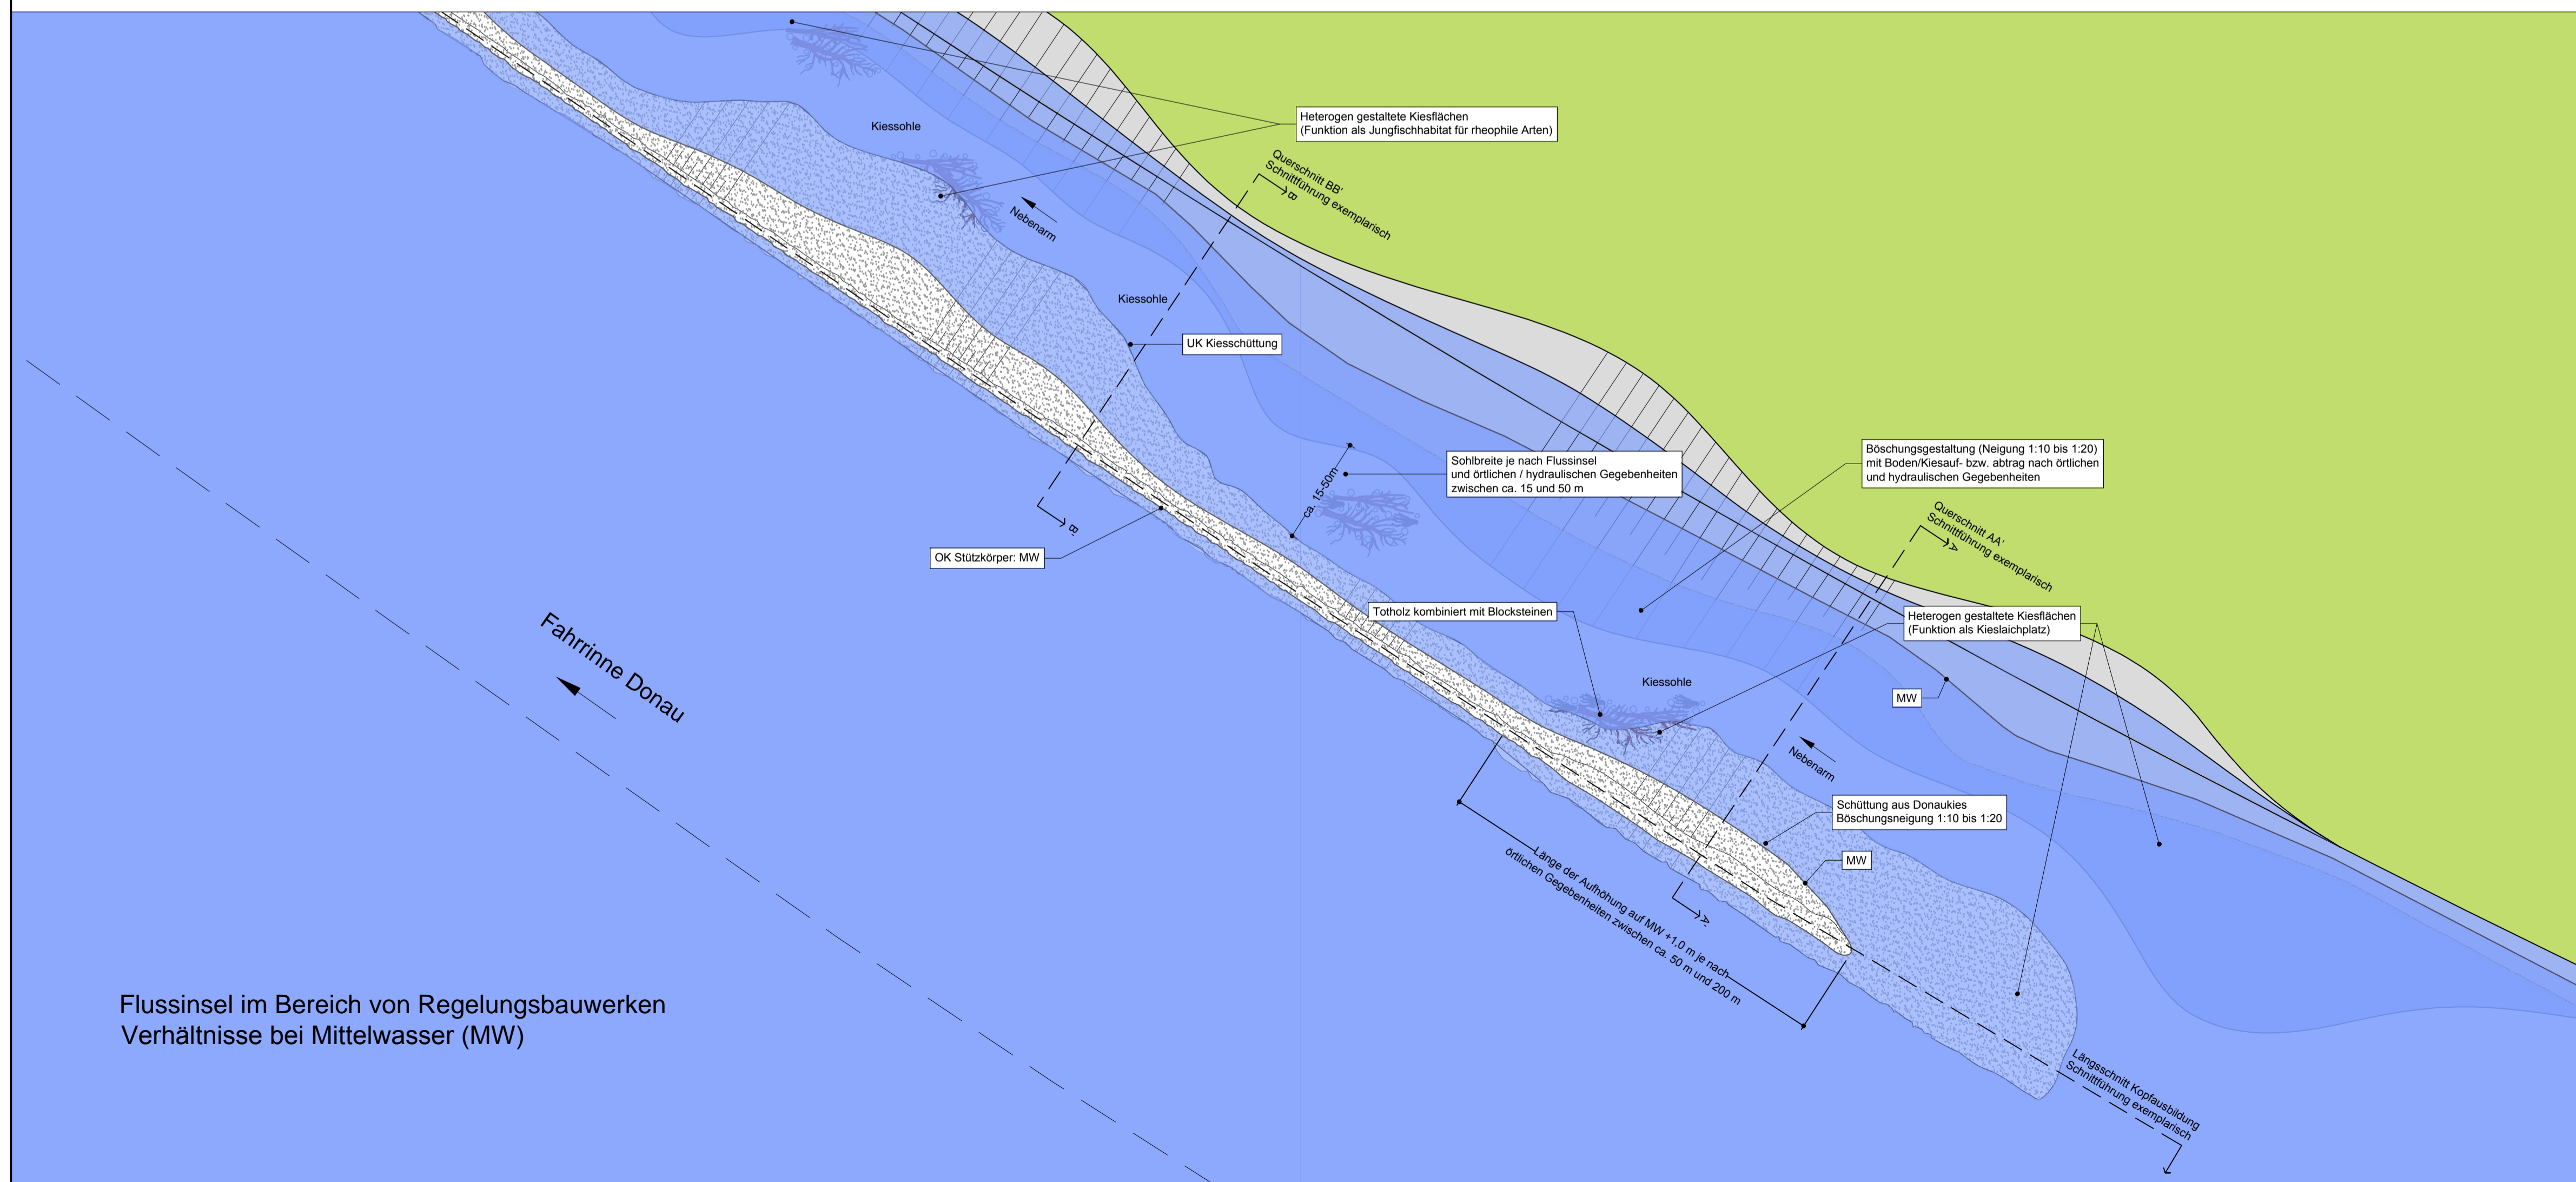 Kiessohle
Heterogen gestaltete Kiesflächen
(Funktion als Jungfischhabitat für rheophile Arten)
Querschnitt BB'
Schnittführung exemplarisch
B
Nebenarm
Kiessohle
UK Kiesschüttung
Sohlbreite je nach Flussinsel
und örtlichen / hydraulischen Gegebenheiten
zwischen ca. 15 und 50 m
ca. 15-50m
Böschungsgestaltung (Neigung 1:10 bis 1:20)
mit Boden/Kiesauf- bzw. abtrag nach örtlichen
und hydraulischen Gegebenheiten
B'
OK Stützkörper: MW
Querschnitt AA'
Schnittführung exemplarisch
A
Totholz kombiniert mit Blocksteinen
Heterogen gestaltete Kiesflächen
(Funktion als Kieslaichplatz)
Kiessohle
MW
Nebenarm
Fahrrinne Donau
Schüttung aus Donaukies
Böschungsneigung 1:10 bis 1:20
MW
A'
Länge der Aufhöhung auf MW +1,0 m je nach
örtlichen Gegebenheiten zwischen ca. 50 m und 200 m
Flussinsel im Bereich von Regelungsbauwerken
Verhältnisse bei Mittelwasser (MW)
Längsschnitt Kopfausbildung
Schnittführung exemplarisch